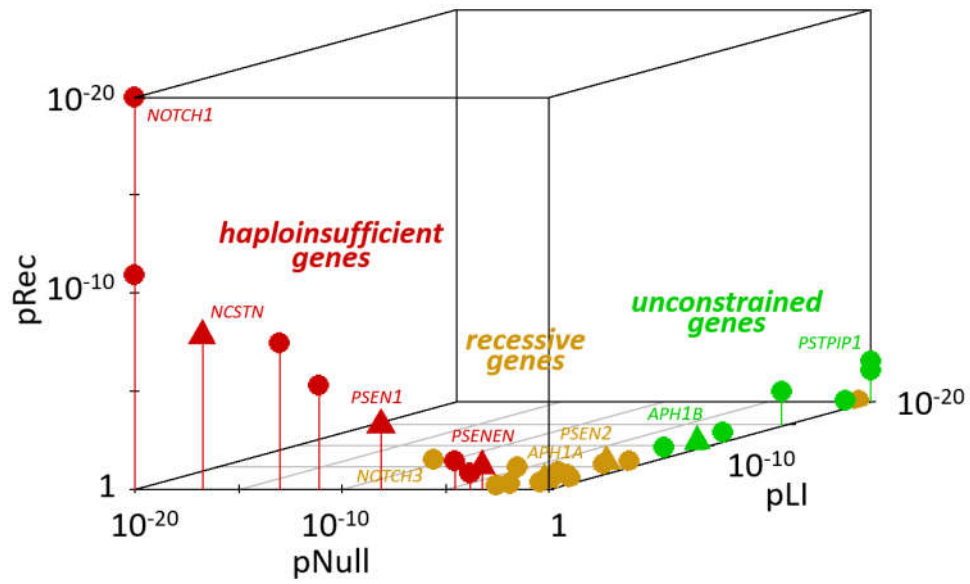 10-20
NOTCH1
haploinsufficient
genes
pRec
10-10
NCSTN
unconstrained
genes
recessive
genes
PSTPIP1
PSEN1
10-20
PSENEN
PSEN2
APH1B
APH1A
NOTCH3
10-10
pLI
1
10-20
10-10
1
pNull